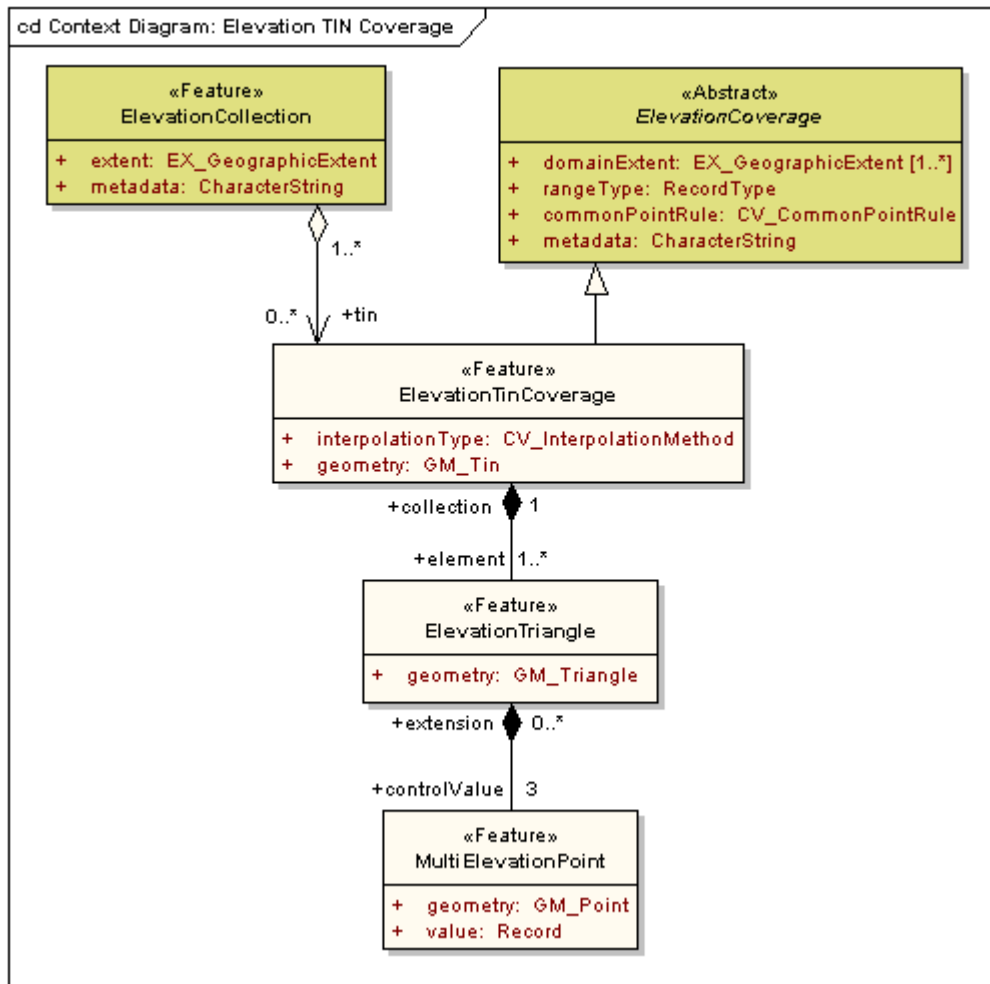 cd Context Diagram: Elevation TIN Coverage
«Feature»
ElevationCollection
+ extent: EX_GeographicExtent
+ metadata: CharacterString
«Abstract»
ElevationCoverage
+ domainExtent: EX_GeographicExtent [1..*]
+ rangeType: RecordType
+ commonPointRule: CV_CommonPointRule
+ metadata: CharacterString
1..*
0..* +tin
«Feature»
ElevationTinCoverage
+ interpolationType: CV_InterpolationMethod
+ geometry: GM_Tin
+collection 1
+element 1..*
«Feature»
ElevationTriangle
+ geometry: GM_Triangle
+extension 0..*
+controlValue 3
«Feature»
MultiElevationPoint
+ geometry: GM_Point
+ value: Record